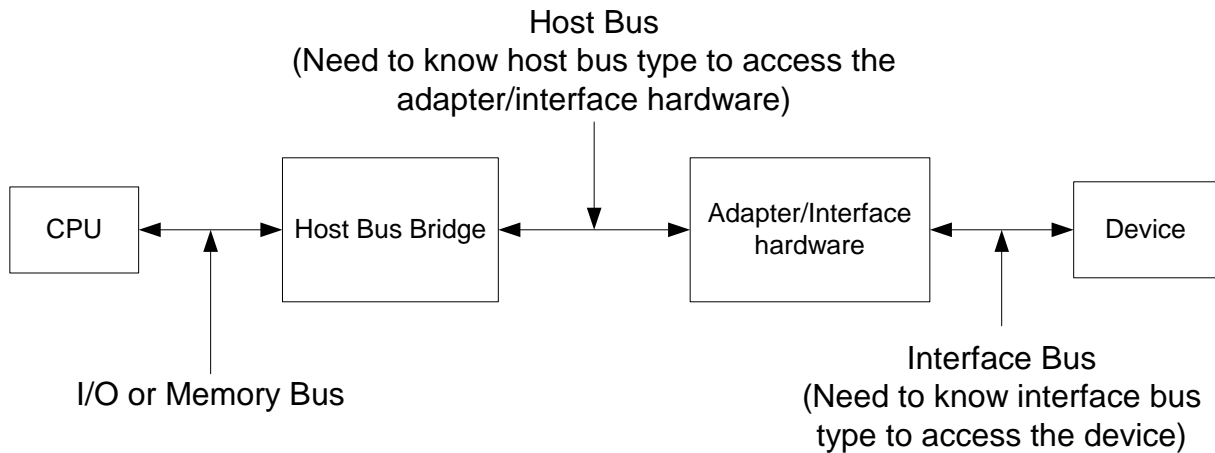 Host Bus
(Need to know host bus type to access the
adapter/interface hardware)
CPU
Host Bus Bridge
Adapter/Interface
hardware
Device
I/O or Memory Bus
Interface Bus
(Need to know interface bus
type to access the device)